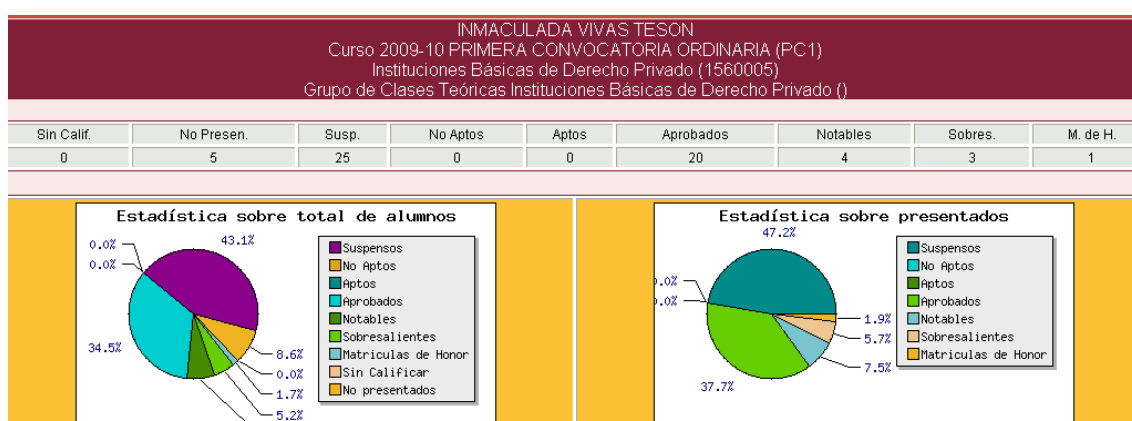 INMACULADA VIVAS TESON
Curso 2009-10 PRIMERA CONVOCATORIA ORDINARIA (PC1)
Instituciones Básicas de Derecho Privado (1560005)
Grupo de Clases Teóricas Instituciones Básicas de Derecho Privado ()
Sin Calif. No Presen. Susp. No Aptos Aptos Aprobados Notables Sobres. M. de H.
0 5 25 0 0 20 4 3 1
Estadística sobre total de alumnos
43.1%
0.0%
0.0%
34.5%
8.6%
0.0%
1.7%
5.2%
Suspensos
No Aptos
Aptos
Aprobados
Notables
Sobresalientes
Matriculas de Honor
Sin Calificar
No presentados
Estadística sobre presentados
47.2%
.0%
.0%
37.7%
1.9%
5.7%
7.5%
Suspensos
No Aptos
Aptos
Aprobados
Notables
Sobresalientes
Matriculas de Honor